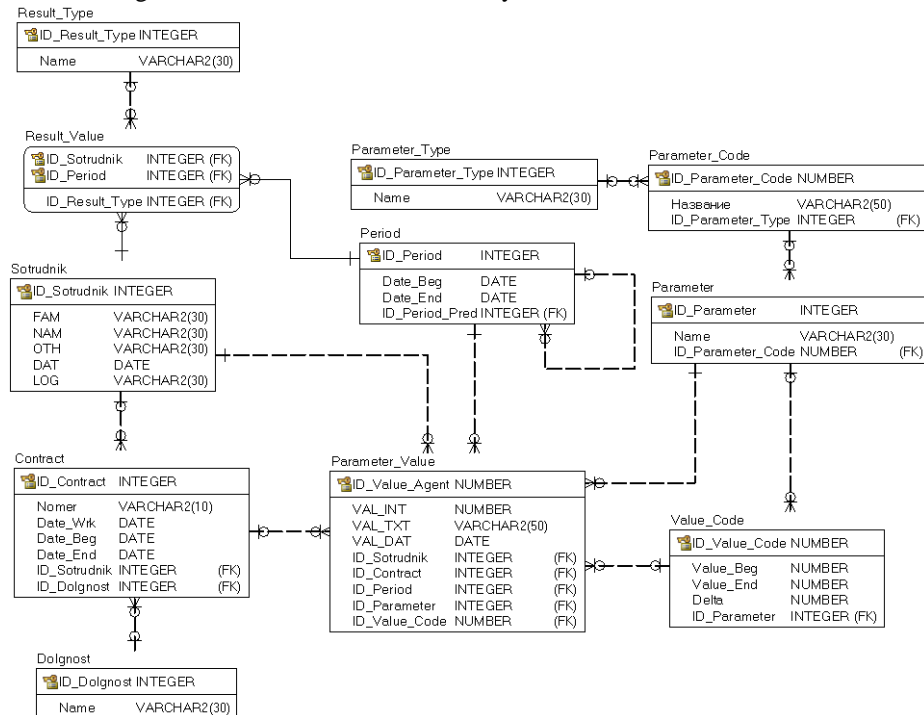 Result_Type
ID_Result_Type INTEGER
Name VARCHAR2(30)
Result_Value
ID_Sotrudnik INTEGER (FK)
ID_Period INTEGER (FK)
ID_Result_Type INTEGER (FK)
Parameter_Type
ID_Parameter_Type INTEGER
Name VARCHAR2(30)
Parameter_Code
ID_Parameter_Code NUMBER
Название VARCHAR2(50)
ID_Parameter_Type INTEGER (FK)
Period
ID_Period INTEGER
Date_Beg DATE
Date_End DATE
ID_Period_Pred INTEGER (FK)
Sotrudnik
ID_Sotrudnik INTEGER
FAM VARCHAR2(30)
NAM VARCHAR2(30)
OTH VARCHAR2(30)
DAT DATE
LOG VARCHAR2(30)
Parameter
ID_Parameter INTEGER
Name VARCHAR2(30)
ID_Parameter_Code NUMBER (FK)
Contract
ID_Contract INTEGER
Nomer VARCHAR2(10)
Date_Wrk DATE
Date_Beg DATE
Date_End DATE
ID_Sotrudnik INTEGER (FK)
ID_Dolgnost INTEGER (FK)
Parameter_Value
ID_Value_Agent NUMBER
VAL_INT NUMBER
VAL_TXT VARCHAR2(50)
VAL_DAT DATE
ID_Sotrudnik INTEGER (FK)
ID_Contract INTEGER (FK)
ID_Period INTEGER (FK)
ID_Parameter INTEGER (FK)
ID_Value_Code NUMBER (FK)
Value_Code
ID_Value_Code NUMBER
Value_Beg NUMBER
Value_End NUMBER
Delta NUMBER
ID_Parameter INTEGER (FK)
Dolgnost
ID_Dolgnost INTEGER
Name VARCHAR2(30)